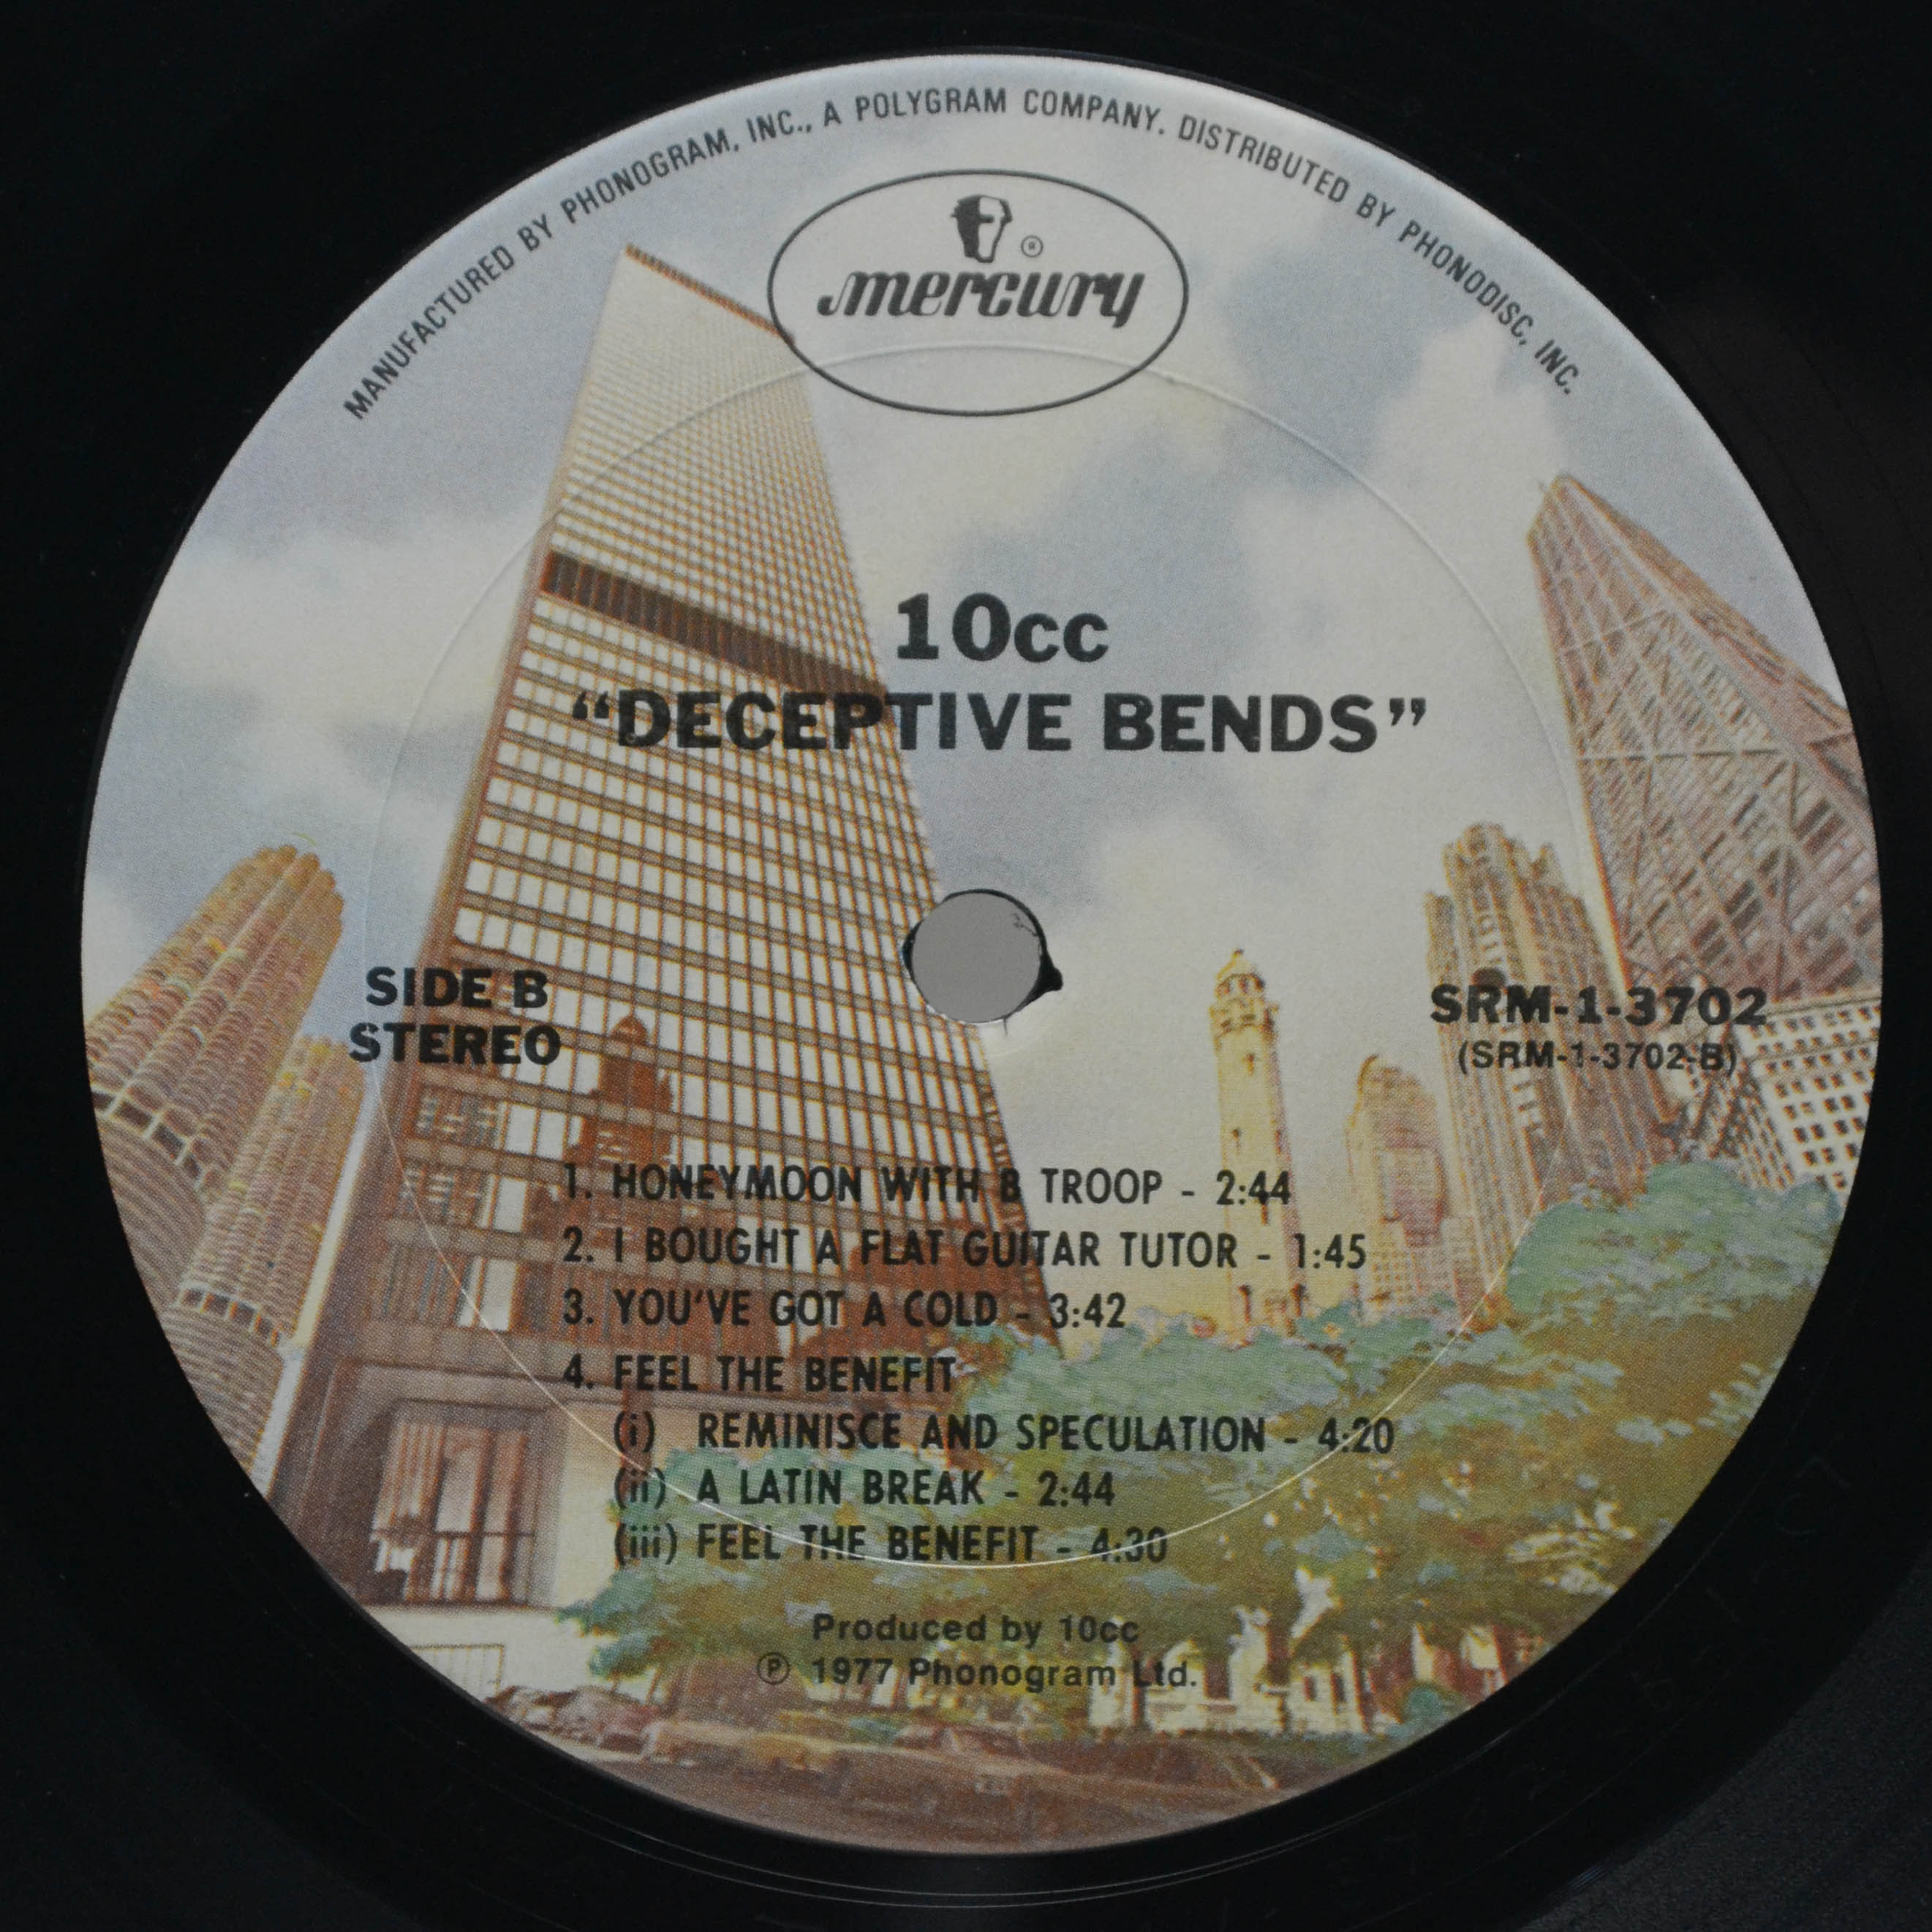 MANUFACTURED BY PHONOGRAM, INC., A POLYGRAM COMPANY. DISTRIBUTED BY PHONODISC, INC.
®
mercury
10cc
“DECEPTIVE BENDS”
SIDE B
STEREO
SRM-1-3702
(SRM-1-3702-B)
1. HONEYMOON WITH B TROOP - 2:44
2. I BOUGHT A FLAT GUITAR TUTOR - 1:45
3. YOU'VE GOT A COLD - 3:42
4. FEEL THE BENEFIT
(i) REMINISCE AND SPECULATION - 4:20
(ii) A LATIN BREAK - 2:44
(iii) FEEL THE BENEFIT - 4:30
Produced by 10cc
℗ 1977 Phonogram Ltd.